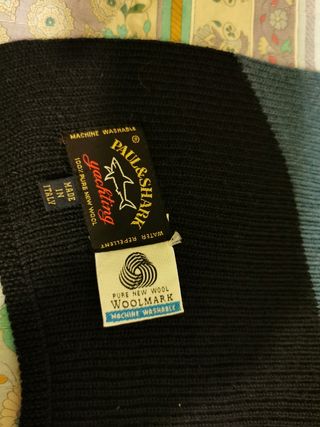 MACHINE WASHABLE
PAUL & SHARK
®
yachting
100% PURE NEW WOOL
WATER REPELLENT
MADE
IN
ITALY
PURE NEW WOOL
WOOLMARK
MACHINE WASHABLE